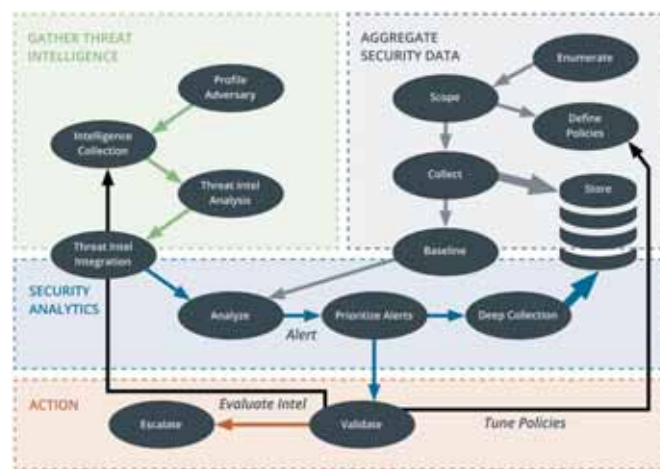 GATHER THREAT
INTELLIGENCE
Profile
Adversary
Intelligence
Collection
Threat Intel
Analysis
Threat Intel
Integration
AGGREGATE
SECURITY DATA
Enumerate
Scope
Define
Policies
Collect
Store
Baseline
SECURITY
ANALYTICS
Analyze
Alert
Prioritize Alerts
Deep Collection
ACTION
Evaluate Intel
Escalate
Validate
Tune Policies